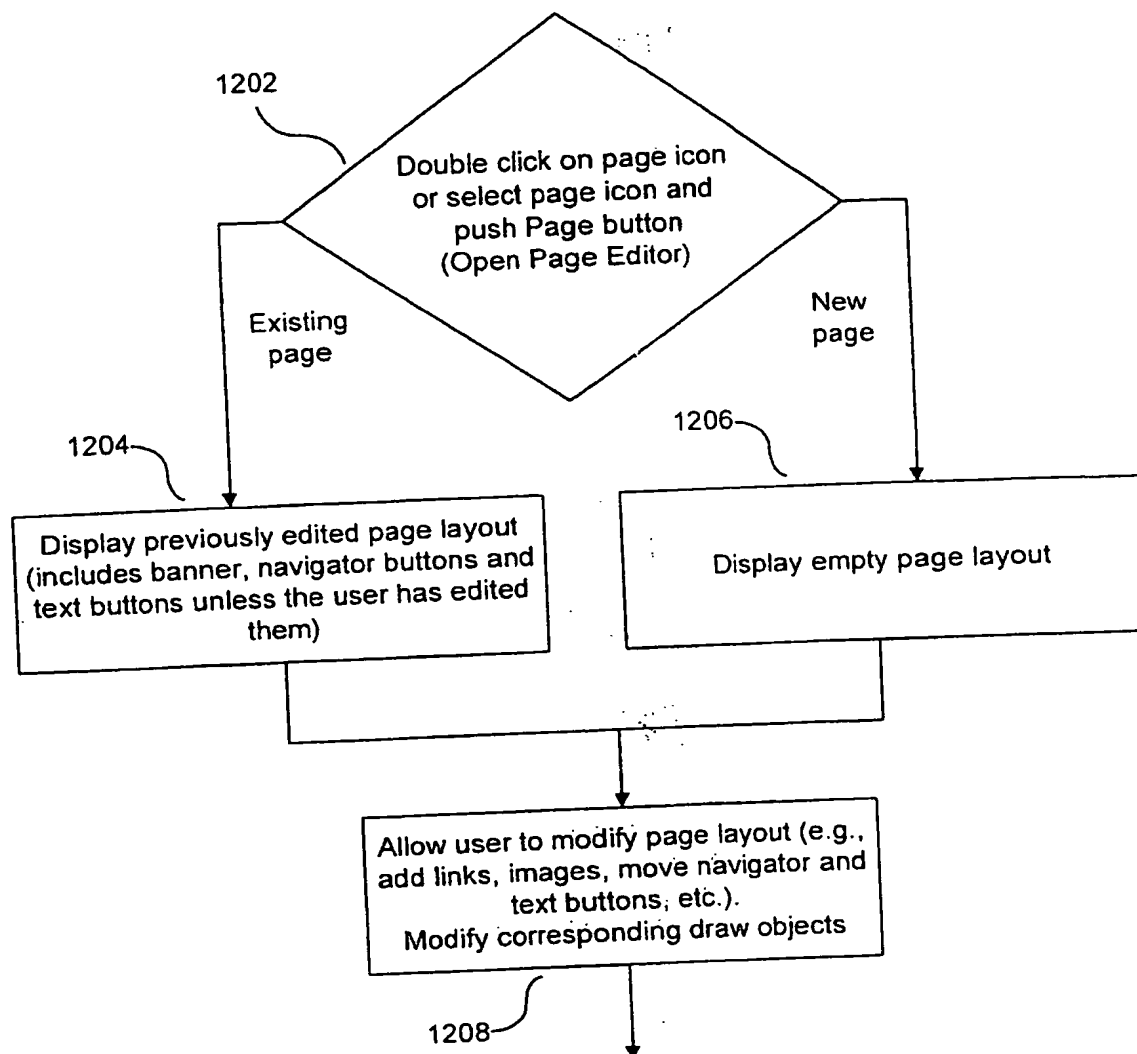 1202
Double click on page icon
or select page icon and
push Page button
(Open Page Editor)
Existing
page
New
page
1204
1206
Display previously edited page layout
(includes banner, navigator buttons and
text buttons unless the user has edited
them)
Display empty page layout
Allow user to modify page layout (e.g.,
add links, images, move navigator and
text buttons, etc.).
Modify corresponding draw objects
1208